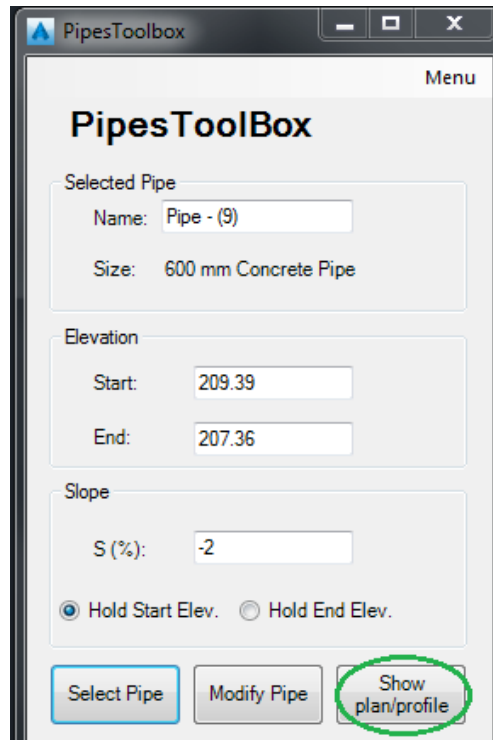 PipesToolbox
Menu
PipesToolBox
Selected Pipe
Name: Pipe - (9)
Size: 600 mm Concrete Pipe
Elevation
Start: 209.39
End: 207.36
Slope
S (%): -2
Hold Start Elev. Hold End Elev.
Select Pipe Modify Pipe Show plan/profile